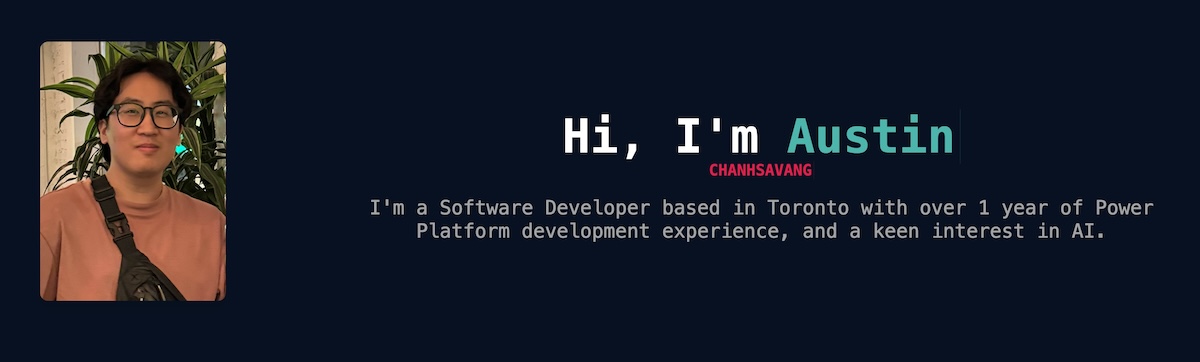 Hi, I'm Austin
CHANHSAVANG
I'm a Software Developer based in Toronto with over 1 year of Power
Platform development experience, and a keen interest in AI.